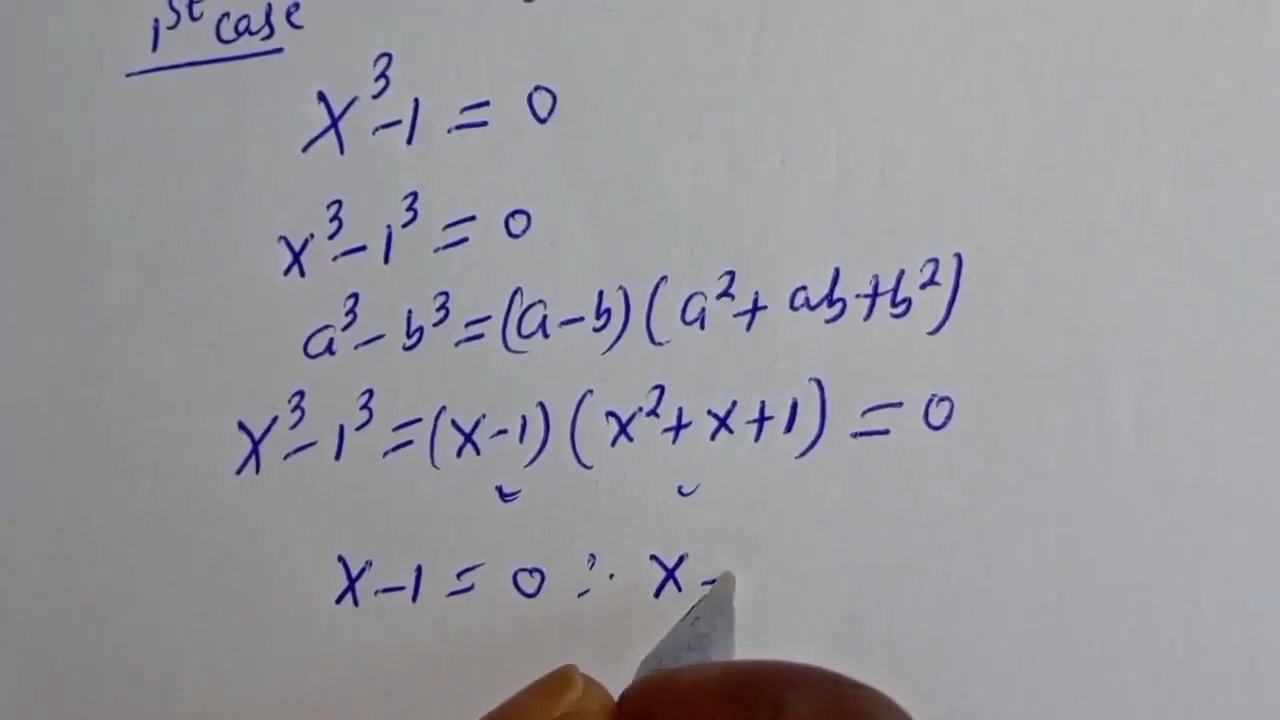 1st case
x³-1 = 0
x³-1³ = 0
a³-b³=(a-b)(a²+ab+b²)
x³-1³=(x-1)(x²+x+1) = 0
x-1 = 0 ∴ x -